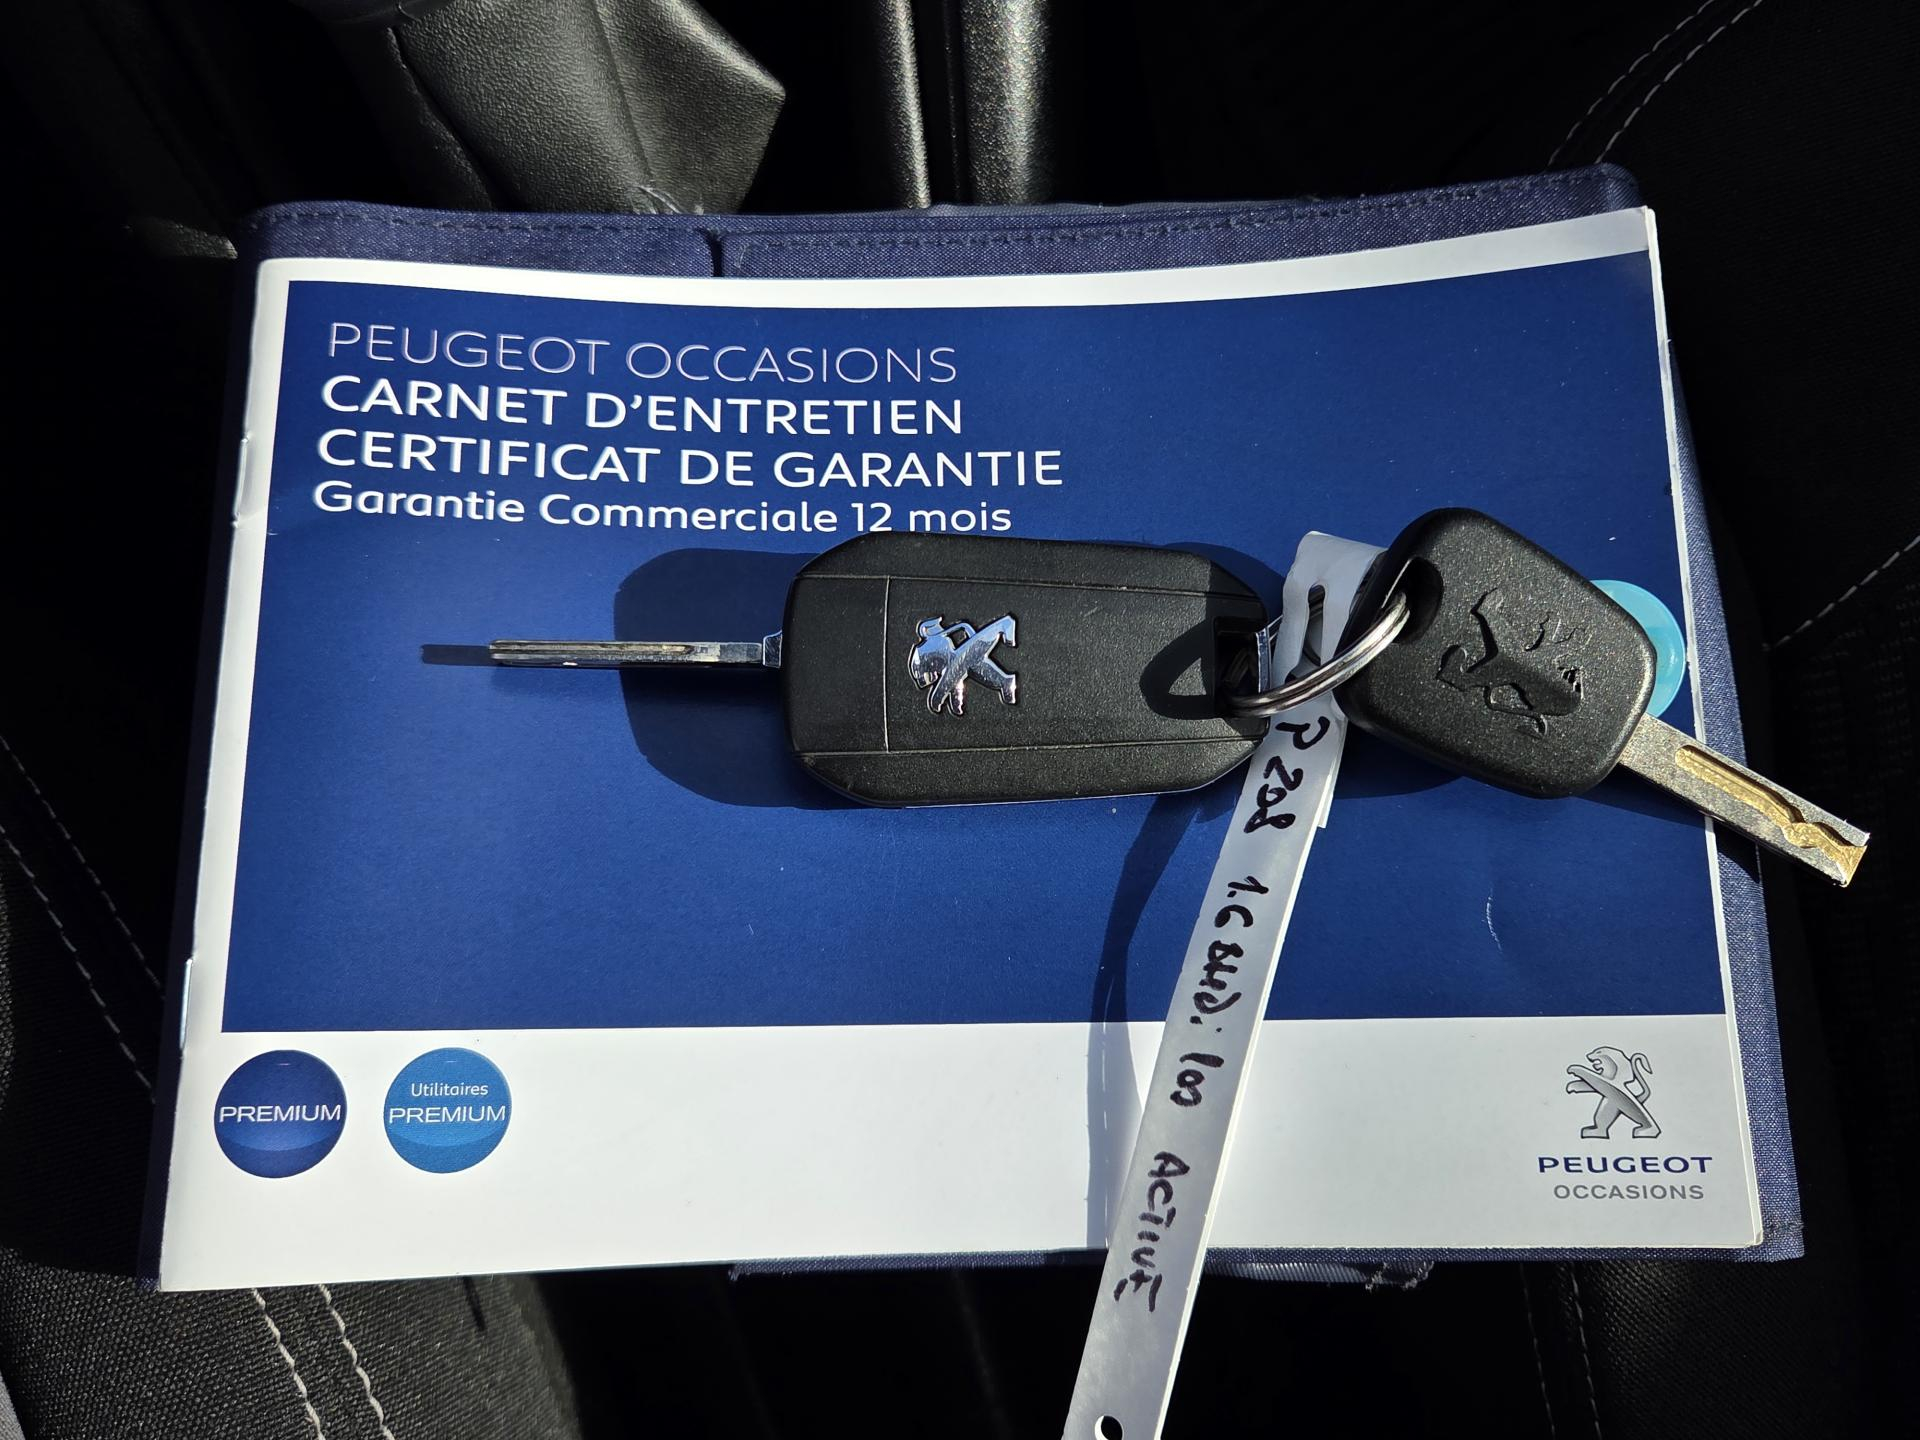 PEUGEOT OCCASIONS
CARNET D'ENTRETIEN
CERTIFICAT DE GARANTIE
Garantie Commerciale 12 mois
P 208 1.6 BHDi 100 ACTIVE
PREMIUM
Utilitaires
PREMIUM
PEUGEOT
OCCASIONS